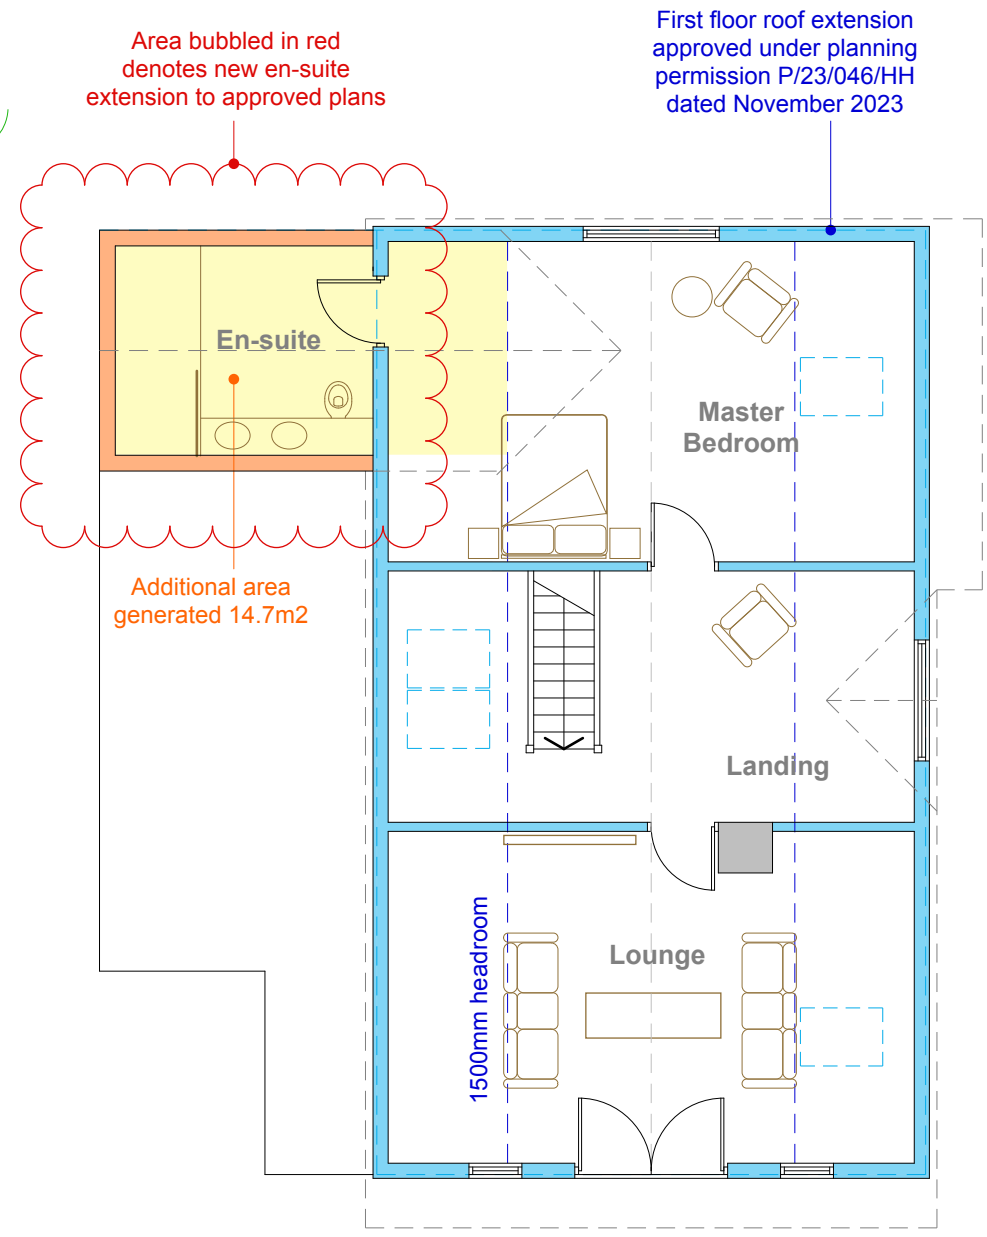 First floor roof extension
approved under planning
permission P/23/046/HH
dated November 2023
Area bubbled in red
denotes new en-suite
extension to approved plans
En-suite
Master
Bedroom
Additional area
generated 14.7m2
Landing
Lounge
1500mm headroom